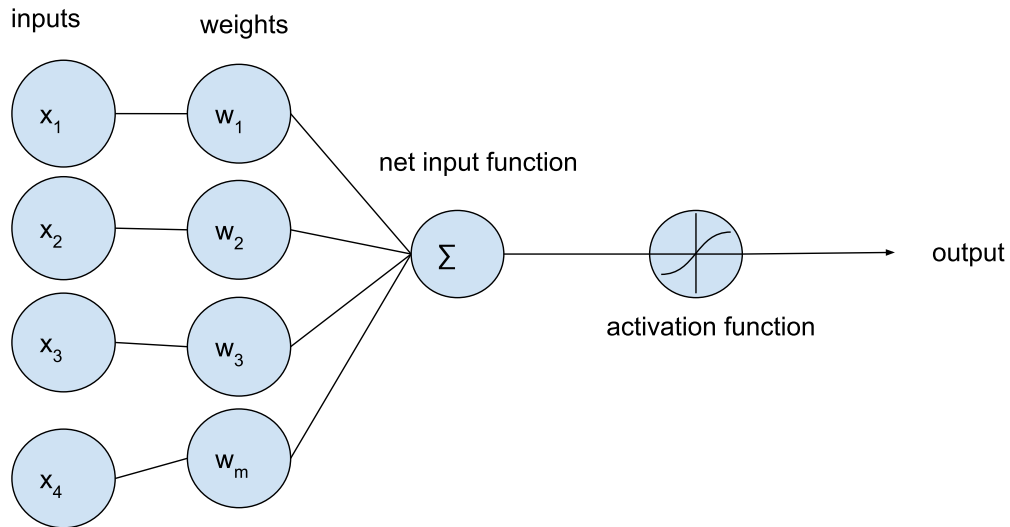 inputs
weights
x₁
w₁
net input function
x₂
w₂
∑
output
activation function
x₃
w₃
x₄
wₘ